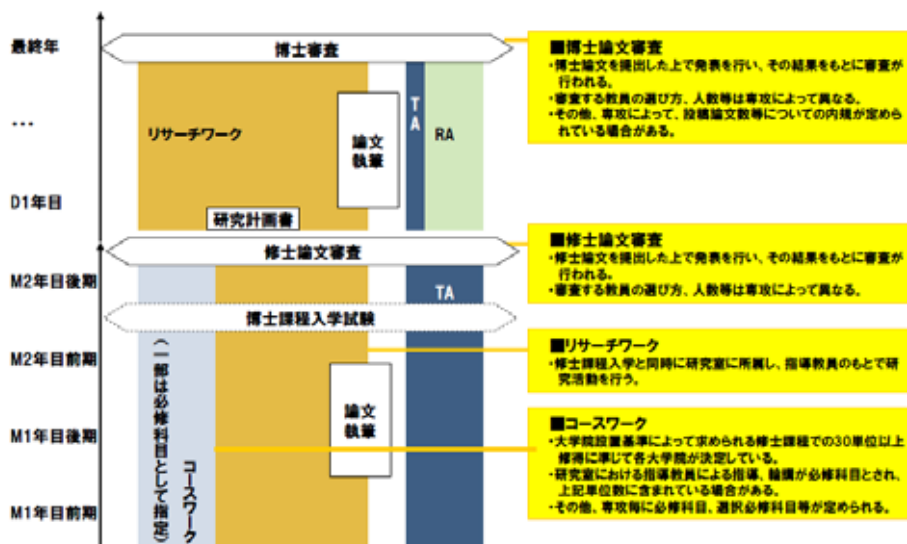 最終年
…
D1年目
M2年目後期
M2年目前期
M1年目後期
M1年目前期
博士審査
リサーチワーク
論文
執筆
TA
RA
研究計画書
修士論文審査
TA
博士課程入学試験
(一部は必修科目として指定)
コースワーク
論文
執筆
■博士論文審査
・博士論文を提出した上で発表を行い、その結果をもとに審査が
行われる。
・審査する教員の選び方、人数等は専攻によって異なる。
・その他、専攻によって、投稿論文数等についての内規が定めら
れている場合がある。
■修士論文審査
・修士論文を提出した上で発表を行い、その結果をもとに審査が
行われる。
・審査する教員の選び方、人数等は専攻によって異なる。
■リサーチワーク
・修士課程入学と同時に研究室に所属し、指導教員のもとで研
究活動を行う。
■コースワーク
・大学院設置基準によって求められる修士課程での30単位以上
修得に準じて各大学院が決定している。
・研究室における指導教員による指導、輪講が必修科目とされ、
上記単位数に含まれている場合がある。
・その他、専攻毎に必修科目、選択必修科目等が定められる。